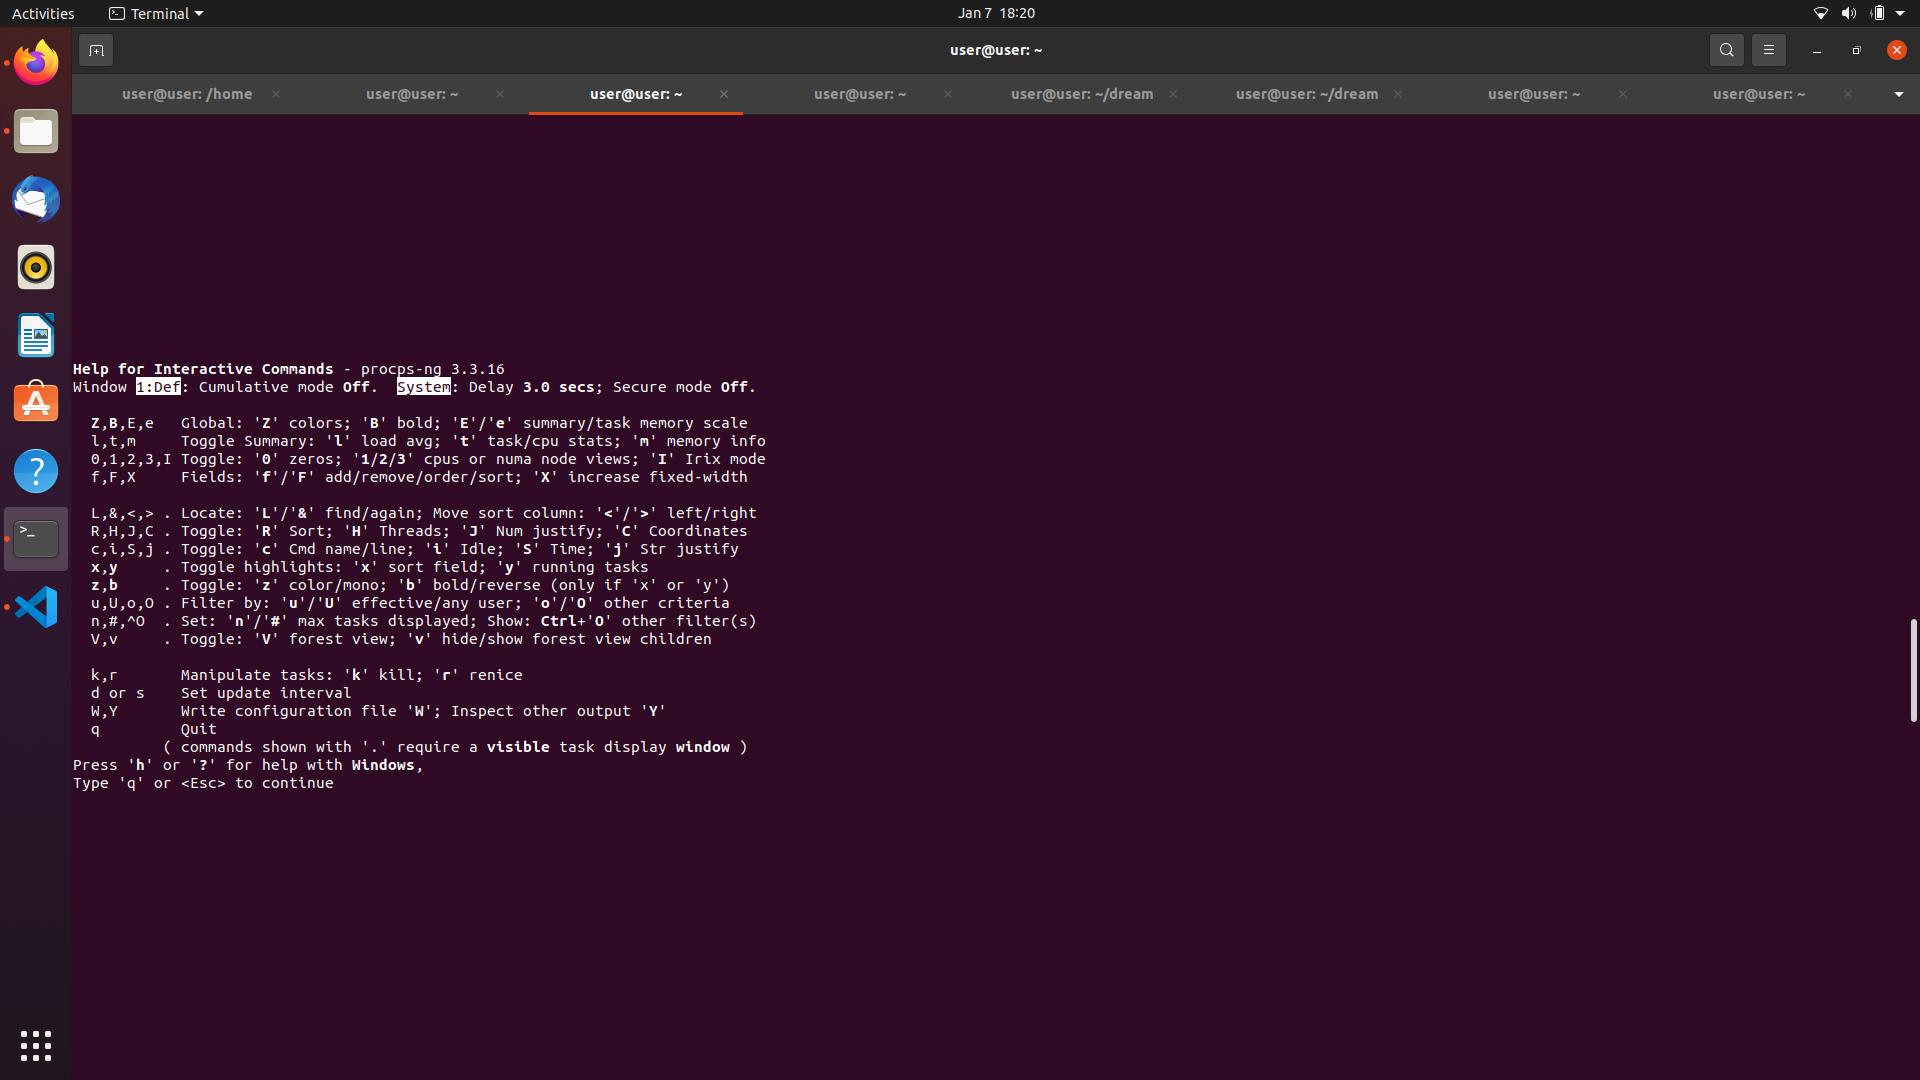 Activities Terminal Jan 7 18:20
user@user: ~
user@user: /home user@user: ~ user@user: ~ user@user: ~ user@user: ~/dream user@user: ~/dream user@user: ~ user@user: ~
Help for Interactive Commands - procps-ng 3.3.16
Window 1:Def: Cumulative mode Off.  System: Delay 3.0 secs; Secure mode Off.
  Z,B,E,e   Global: 'Z' colors; 'B' bold; 'E'/'e' summary/task memory scale
  l,t,m     Toggle Summary: 'l' load avg; 't' task/cpu stats; 'm' memory info
  0,1,2,3,I Toggle: '0' zeros; '1/2/3' cpus or numa node views; 'I' Irix mode
  f,F,X     Fields: 'f'/'F' add/remove/order/sort; 'X' increase fixed-width
  L,&,<,> . Locate: 'L'/'&' find/again; Move sort column: '<'/'>' left/right
  R,H,J,C . Toggle: 'R' Sort; 'H' Threads; 'J' Num justify; 'C' Coordinates
  c,i,S,j . Toggle: 'c' Cmd name/line; 'i' Idle; 'S' Time; 'j' Str justify
  x,y     . Toggle highlights: 'x' sort field; 'y' running tasks
  z,b     . Toggle: 'z' color/mono; 'b' bold/reverse (only if 'x' or 'y')
  u,U,o,O . Filter by: 'u'/'U' effective/any user; 'o'/'O' other criteria
  n,#,^O  . Set: 'n'/'#' max tasks displayed; Show: Ctrl+'O' other filter(s)
  V,v     . Toggle: 'V' forest view; 'v' hide/show forest view children
  k,r       Manipulate tasks: 'k' kill; 'r' renice
  d or s    Set update interval
  W,Y       Write configuration file 'W'; Inspect other output 'Y'
  q         Quit
          ( commands shown with '.' require a visible task display window )
Press 'h' or '?' for help with Windows,
Type 'q' or <Esc> to continue